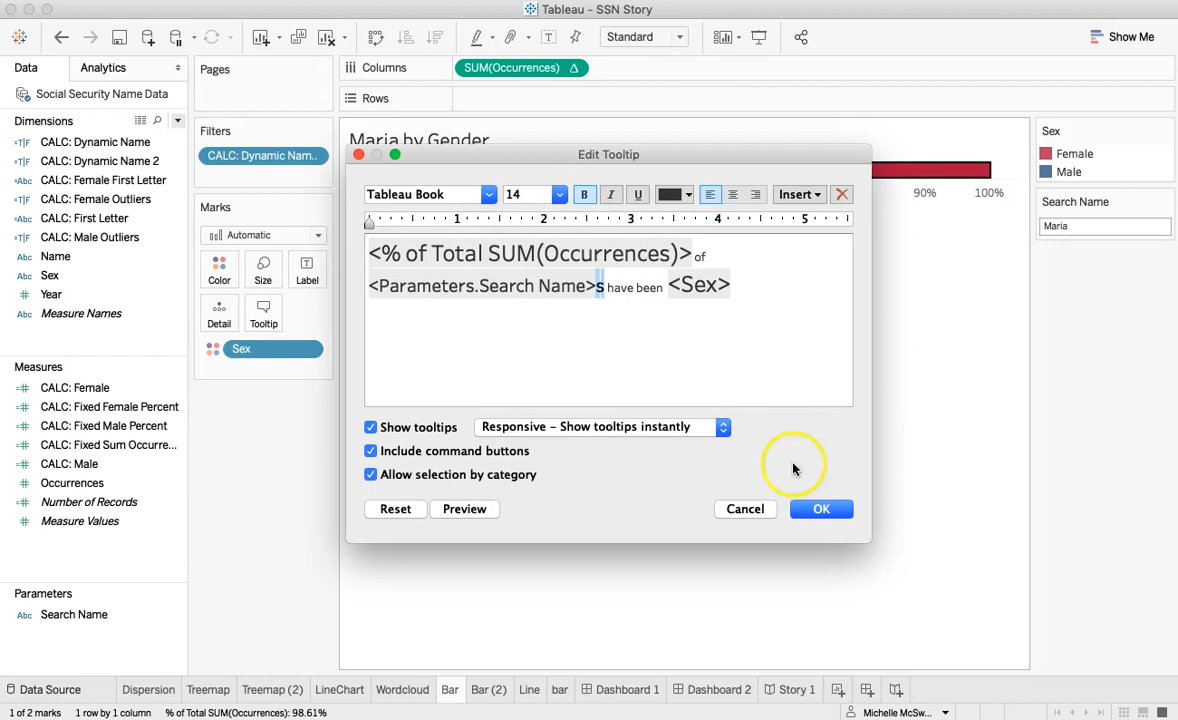 Tableau - SSN Story
Standard
Show Me
Data
Analytics
Pages
Columns
SUM(Occurrences) Δ
Social Security Name Data
Rows
Dimensions
CALC: Dynamic Name
CALC: Dynamic Name 2
CALC: Female First Letter
CALC: Female Outliers
CALC: First Letter
CALC: Male Outliers
Name
Sex
Year
Measure Names
Measures
CALC: Female
CALC: Fixed Female Percent
CALC: Fixed Male Percent
CALC: Fixed Sum Occurre...
CALC: Male
Occurrences
Number of Records
Measure Values
Parameters
Search Name
Filters
CALC: Dynamic Nam..
Marks
Automatic
Color
Size
Label
Detail
Tooltip
Sex
Maria by Gender
90%
100%
Sex
Female
Male
Search Name
Maria
Edit Tooltip
Tableau Book
14
B
I
U
Insert
1 2 3 4 5
<% of Total SUM(Occurrences)> of
<Parameters.Search Name>s have been <Sex>
Show tooltips
Responsive – Show tooltips instantly
Include command buttons
Allow selection by category
Reset
Preview
Cancel
OK
Data Source
Dispersion
Treemap
Treemap (2)
LineChart
Wordcloud
Bar
Bar (2)
Line
bar
Dashboard 1
Dashboard 2
Story 1
1 of 2 marks
1 row by 1 column
% of Total SUM(Occurrences): 98.61%
Michelle McSw...